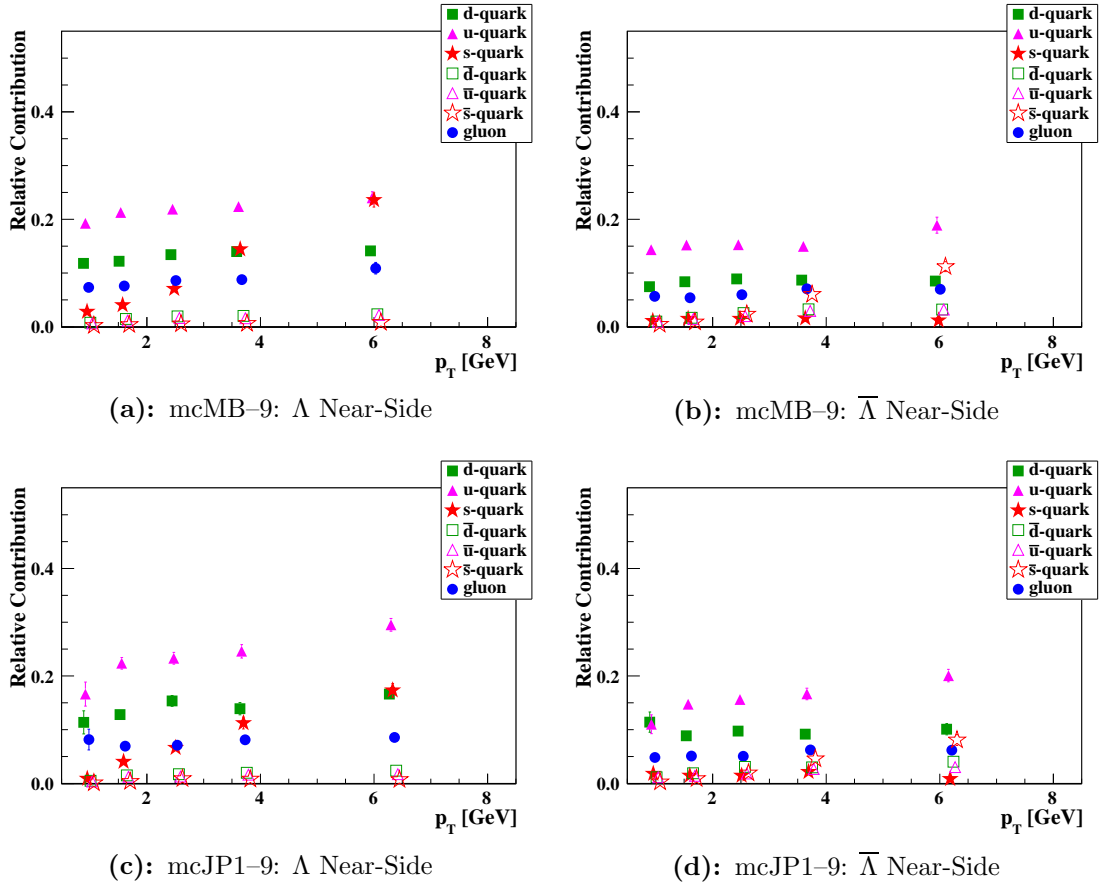 d-quark
u-quark
s-quark
d̅-quark
u̅-quark
s̅-quark
gluon
Relative Contribution
0.4
0.2
0.0
2 4 6 8
p_T [GeV]
(a): mcMB–9: Λ Near-Side
d-quark
u-quark
s-quark
d̅-quark
u̅-quark
s̅-quark
gluon
Relative Contribution
0.4
0.2
0.0
2 4 6 8
p_T [GeV]
(b): mcMB–9: Λ̅ Near-Side
d-quark
u-quark
s-quark
d̅-quark
u̅-quark
s̅-quark
gluon
Relative Contribution
0.4
0.2
0.0
2 4 6 8
p_T [GeV]
(c): mcJP1–9: Λ Near-Side
d-quark
u-quark
s-quark
d̅-quark
u̅-quark
s̅-quark
gluon
Relative Contribution
0.4
0.2
0.0
2 4 6 8
p_T [GeV]
(d): mcJP1–9: Λ̅ Near-Side